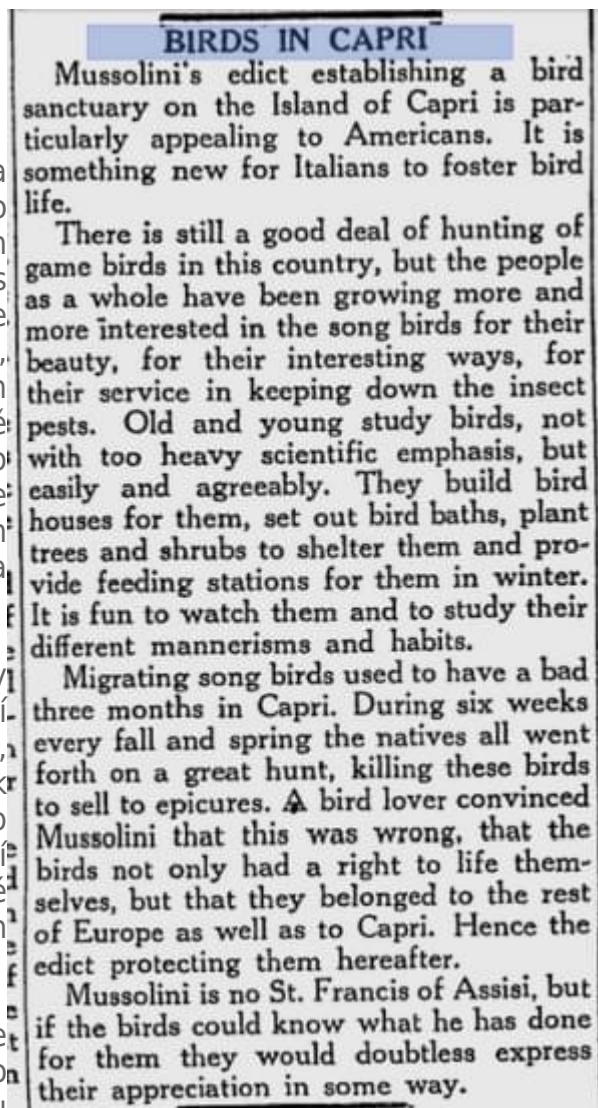 BIRDS IN CAPRI
Mussolini's edict establishing a bird
sanctuary on the Island of Capri is par-
ticularly appealing to Americans. It is
something new for Italians to foster bird
life.
There is still a good deal of hunting of
game birds in this country, but the people
as a whole have been growing more and
more interested in the song birds for their
beauty, for their interesting ways, for
their service in keeping down the insect
pests. Old and young study birds, not
with too heavy scientific emphasis, but
easily and agreeably. They build bird
houses for them, set out bird baths, plant
trees and shrubs to shelter them and pro-
vide feeding stations for them in winter.
It is fun to watch them and to study their
different mannerisms and habits.
Migrating song birds used to have a bad
three months in Capri. During six weeks
every fall and spring the natives all went
forth on a great hunt, killing these birds
to sell to epicures. A bird lover convinced
Mussolini that this was wrong, that the
birds not only had a right to life them-
selves, but that they belonged to the rest
of Europe as well as to Capri. Hence the
edict protecting them hereafter.
Mussolini is no St. Francis of Assisi, but
if the birds could know what he has done
for them they would doubtless express
their appreciation in some way.